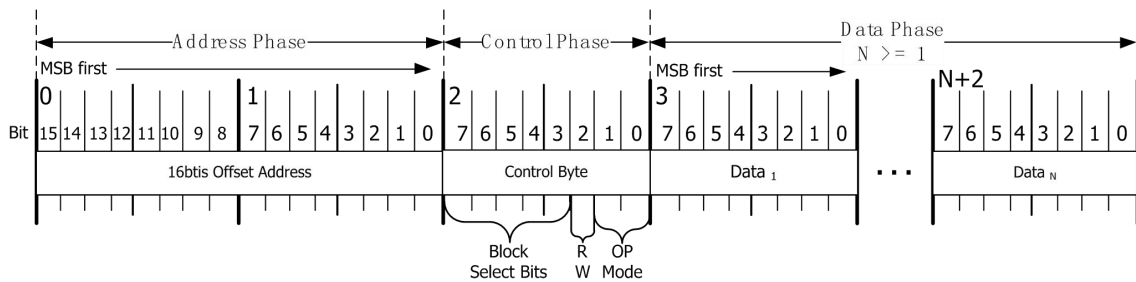 Address Phase Control Phase Data Phase
N >= 1
MSB first MSB first
0 1 2 3 N+2
Bit 15 14 13 12 11 10 9 8 7 6 5 4 3 2 1 0 7 6 5 4 3 2 1 0 7 6 5 4 3 2 1 0 7 6 5 4 3 2 1 0
16btis Offset Address Control Byte Data 1 ... Data N
Block R OP
Select Bits W Mode